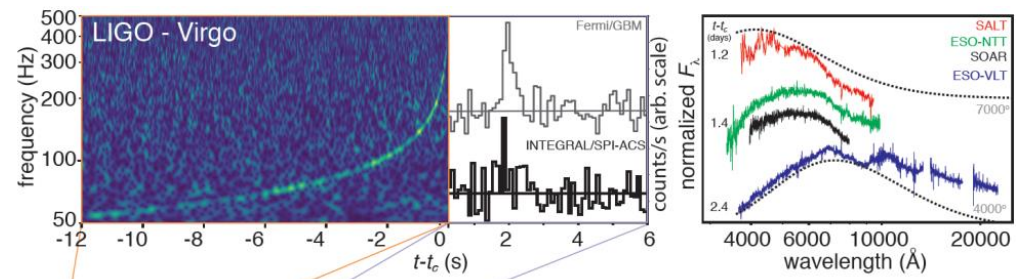 LIGO - Virgo
frequency (Hz)
500
400
300
200
100
50
-12 -10 -8 -6 -4 -2 0 2 4 6
t-tc (s)
Fermi/GBM
INTEGRAL/SPI-ACS
counts/s (arb. scale)
normalized Fλ
t-tc
(days)
1.2
1.4
2.4
SALT
ESO-NTT
SOAR
ESO-VLT
7000°
4000°
4000 6000 10000 20000
wavelength (Å)